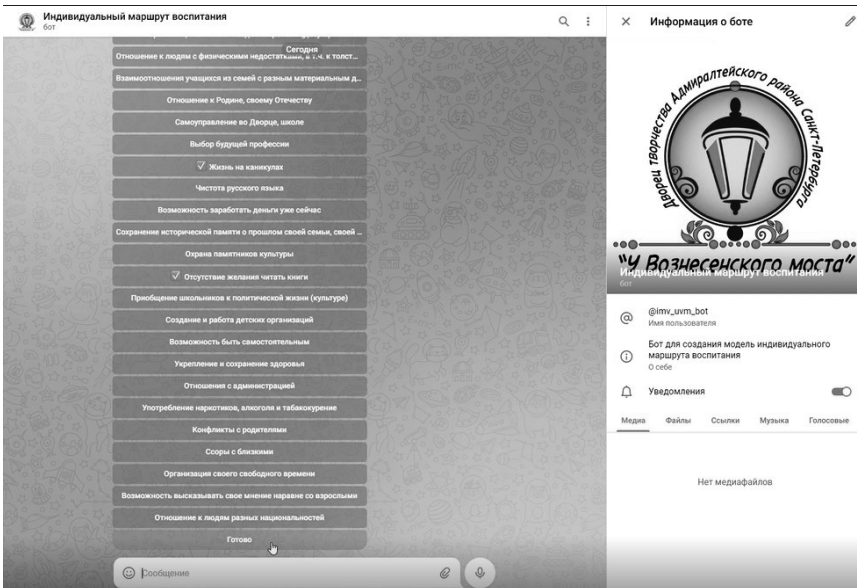 Индивидуальный маршрут воспитания
бот
Сегодня
Отношение к людям с физическими недостатками, в т.ч. к толст...
Взаимоотношения учащихся из семей с разным материальным д...
Отношение к Родине, своему Отечеству
Самоуправление во Дворце, школе
Выбор будущей профессии
Жизнь на каникулах
Чистота русского языка
Возможность заработать деньги уже сейчас
Сохранение исторической памяти о прошлом своей семьи, своей ...
Охрана памятников культуры
Отсутствие желания читать книги
Приобщение школьников к политической жизни (культуре)
Создание и работа детских организаций
Возможность быть самостоятельным
Укрепление и сохранение здоровья
Отношения с администрацией
Употребление наркотиков, алкоголя и табакокурение
Конфликты с родителями
Ссоры с близкими
Организация своего свободного времени
Возможность высказывать свое мнение наравне со взрослыми
Отношение к людям разных национальностей
Готово
Сообщение
Информация о боте
Дворец творчества Адмиралтейского района Санкт-Петербурга
"У Вознесенского моста"
Индивидуальный маршрут воспитания
бот
@imv_uvm_bot
Имя пользователя
Бот для создания модель индивидуального
маршрута воспитания
О себе
Уведомления
Медиа Файлы Ссылки Музыка Голосовые
Нет медиафайлов